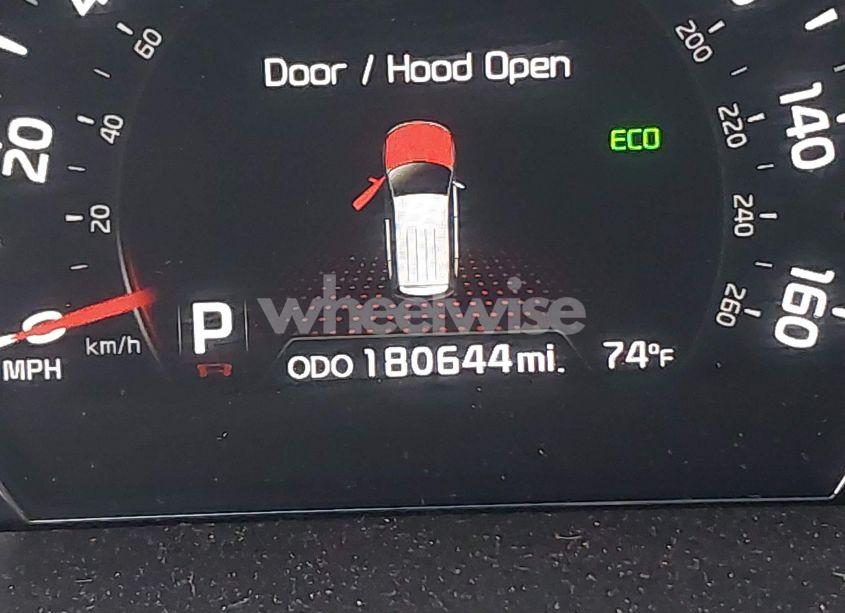 60
200
Door / Hood Open
20
40
ECO
220
140
20
240
0
P
wheelwise
260
160
MPH
km/h
ODO 180644 mi.
74°F